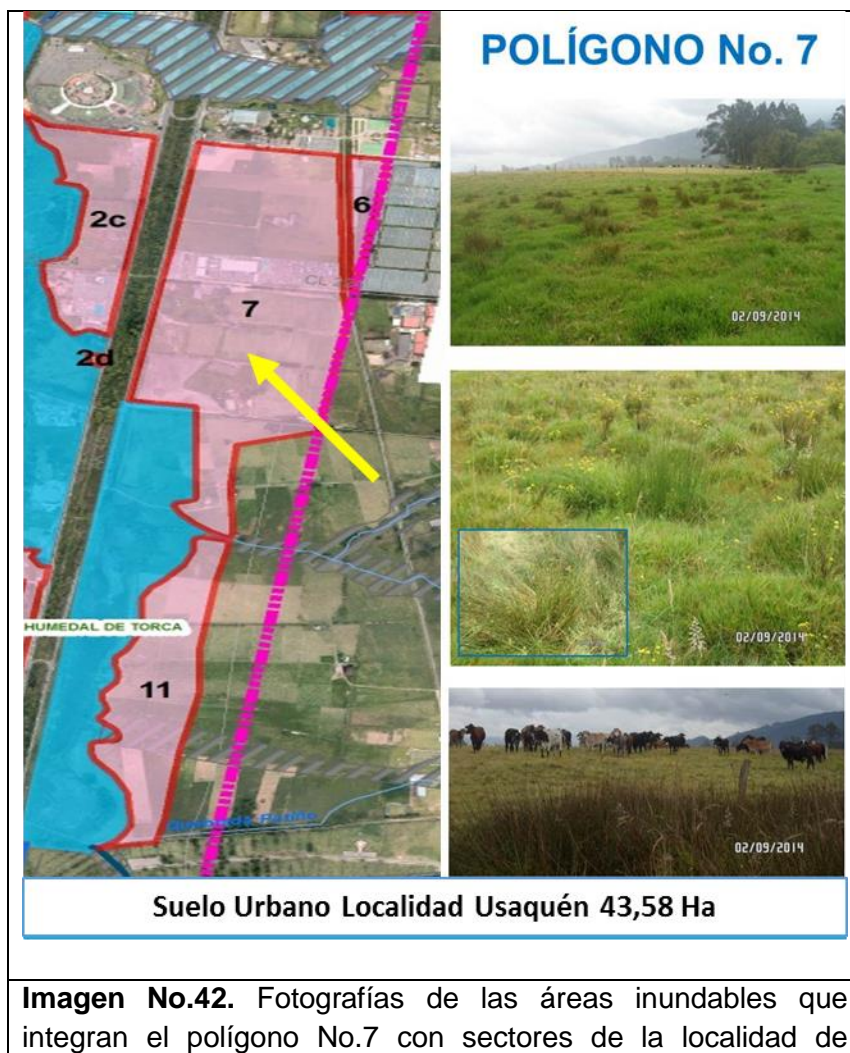 POLÍGONO No. 7
2c
6
7
2d
02/09/2014
02/09/2014
HUMEDAL DE TORCA
11
02/09/2014
Suelo Urbano Localidad Usaquén 43,58 Ha
Imagen No.42. Fotografías de las áreas inundables que
integran el polígono No.7 con sectores de la localidad de